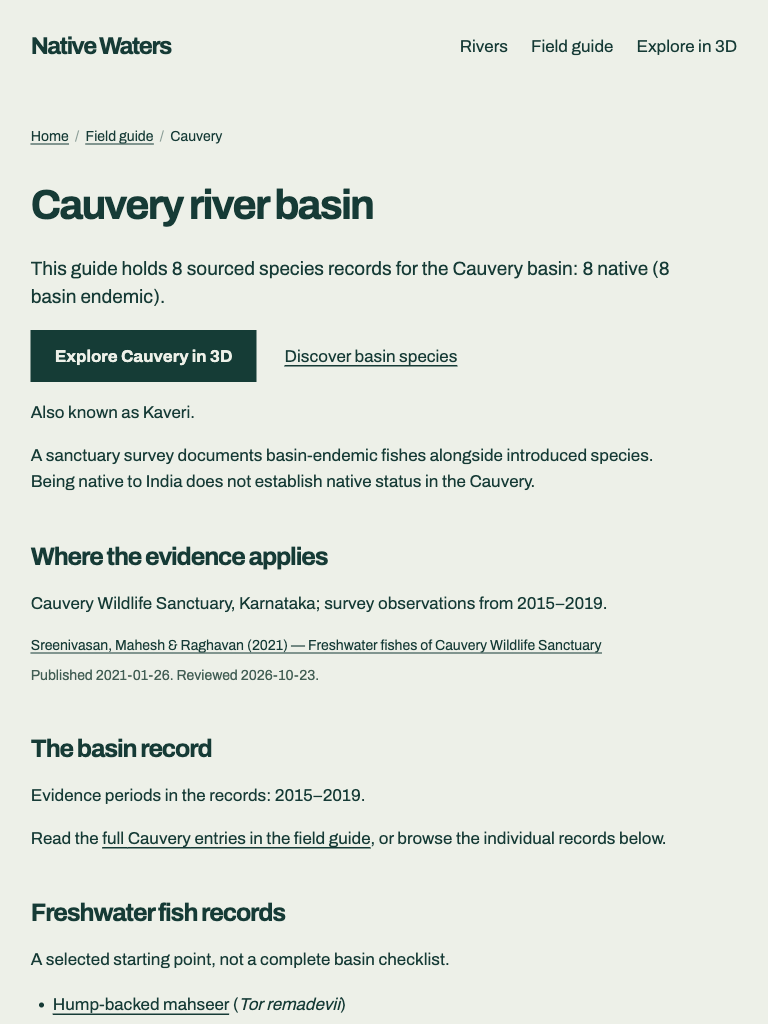 Native Waters
Rivers Field guide Explore in 3D
Home / Field guide / Cauvery
Cauvery river basin
This guide holds 8 sourced species records for the Cauvery basin: 8 native (8
basin endemic).
Explore Cauvery in 3D Discover basin species
Also known as Kaveri.
A sanctuary survey documents basin-endemic fishes alongside introduced species.
Being native to India does not establish native status in the Cauvery.
Where the evidence applies
Cauvery Wildlife Sanctuary, Karnataka; survey observations from 2015–2019.
Sreenivasan, Mahesh & Raghavan (2021) — Freshwater fishes of Cauvery Wildlife Sanctuary
Published 2021-01-26. Reviewed 2026-10-23.
The basin record
Evidence periods in the records: 2015–2019.
Read the full Cauvery entries in the field guide, or browse the individual records below.
Freshwater fish records
A selected starting point, not a complete basin checklist.
• Hump-backed mahseer (Tor remadevii)